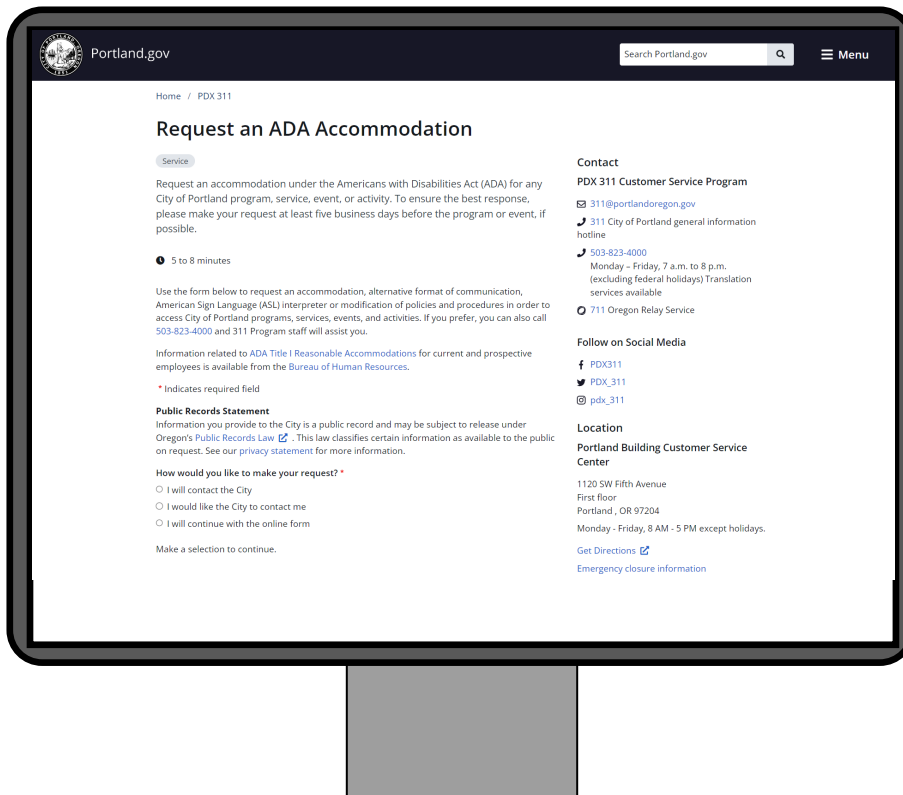 Portland.gov
Search Portland.gov
Menu
Home / PDX 311
Request an ADA Accommodation
Service
Request an accommodation under the Americans with Disabilities Act (ADA) for any
City of Portland program, service, event, or activity. To ensure the best response,
please make your request at least five business days before the program or event, if
possible.
5 to 8 minutes
Use the form below to request an accommodation, alternative format of communication,
American Sign Language (ASL) interpreter or modification of policies and procedures in order to
access City of Portland programs, services, events, and activities. If you prefer, you can also call
503-823-4000 and 311 Program staff will assist you.
Information related to ADA Title I Reasonable Accommodations for current and prospective
employees is available from the Bureau of Human Resources.
* Indicates required field
Public Records Statement
Information you provide to the City is a public record and may be subject to release under
Oregon's Public Records Law . This law classifies certain information as available to the public
on request. See our privacy statement for more information.
How would you like to make your request? *
I will contact the City
I would like the City to contact me
I will continue with the online form
Make a selection to continue.
Contact
PDX 311 Customer Service Program
311@portlandoregon.gov
311 City of Portland general information
hotline
503-823-4000
Monday – Friday, 7 a.m. to 8 p.m.
(excluding federal holidays) Translation
services available
711 Oregon Relay Service
Follow on Social Media
PDX311
PDX_311
pdx_311
Location
Portland Building Customer Service
Center
1120 SW Fifth Avenue
First floor
Portland , OR 97204
Monday - Friday, 8 AM - 5 PM except holidays.
Get Directions
Emergency closure information